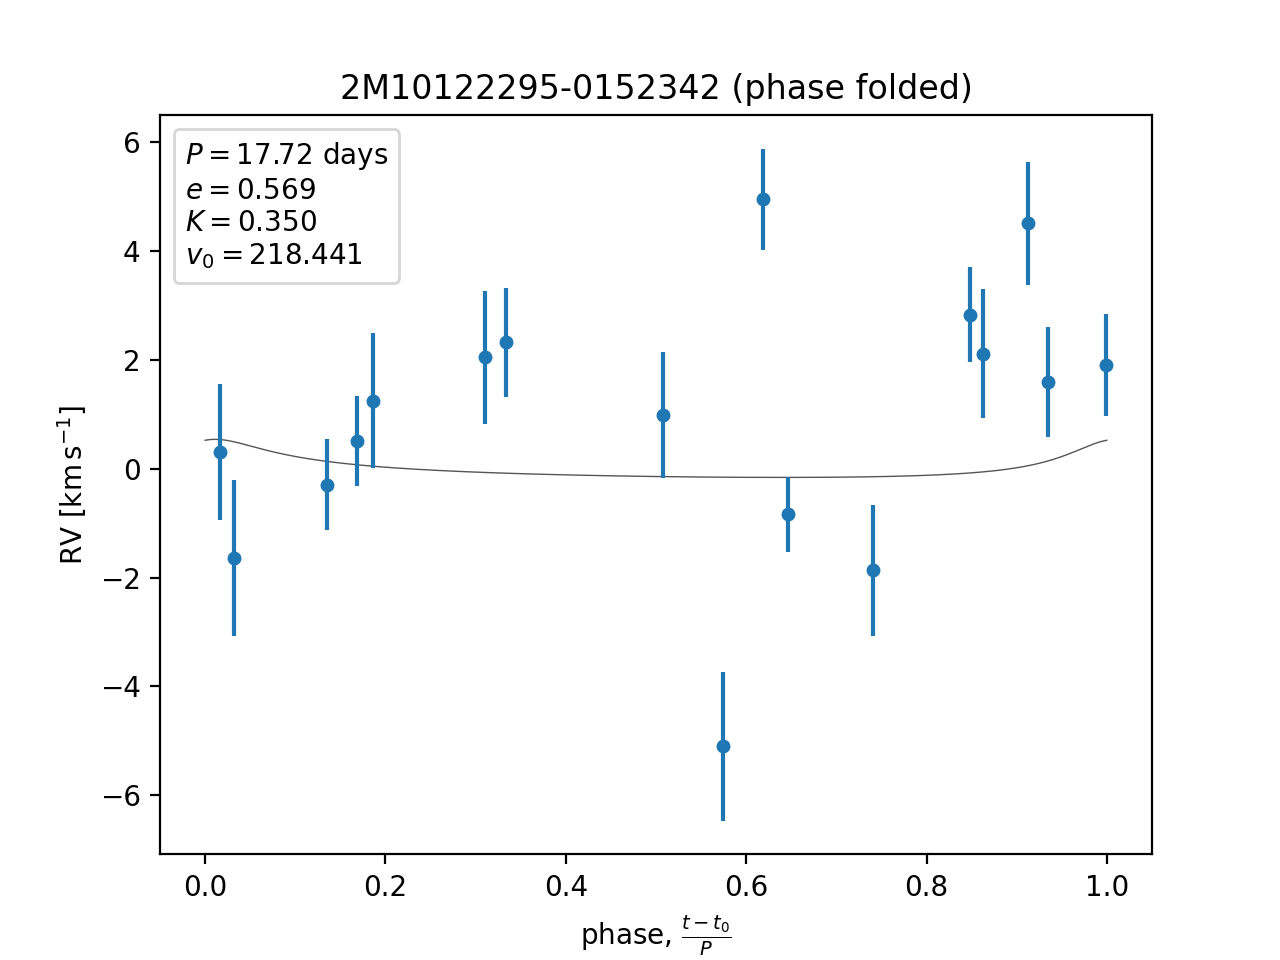 2M10122295-0152342 (phase folded)
P = 17.72 days
e = 0.569
K = 0.350
v₀ = 218.441
6
4
2
0
−2
−4
−6
RV [km s⁻¹]
0.0 0.2 0.4 0.6 0.8 1.0
phase, (t − t₀)/P